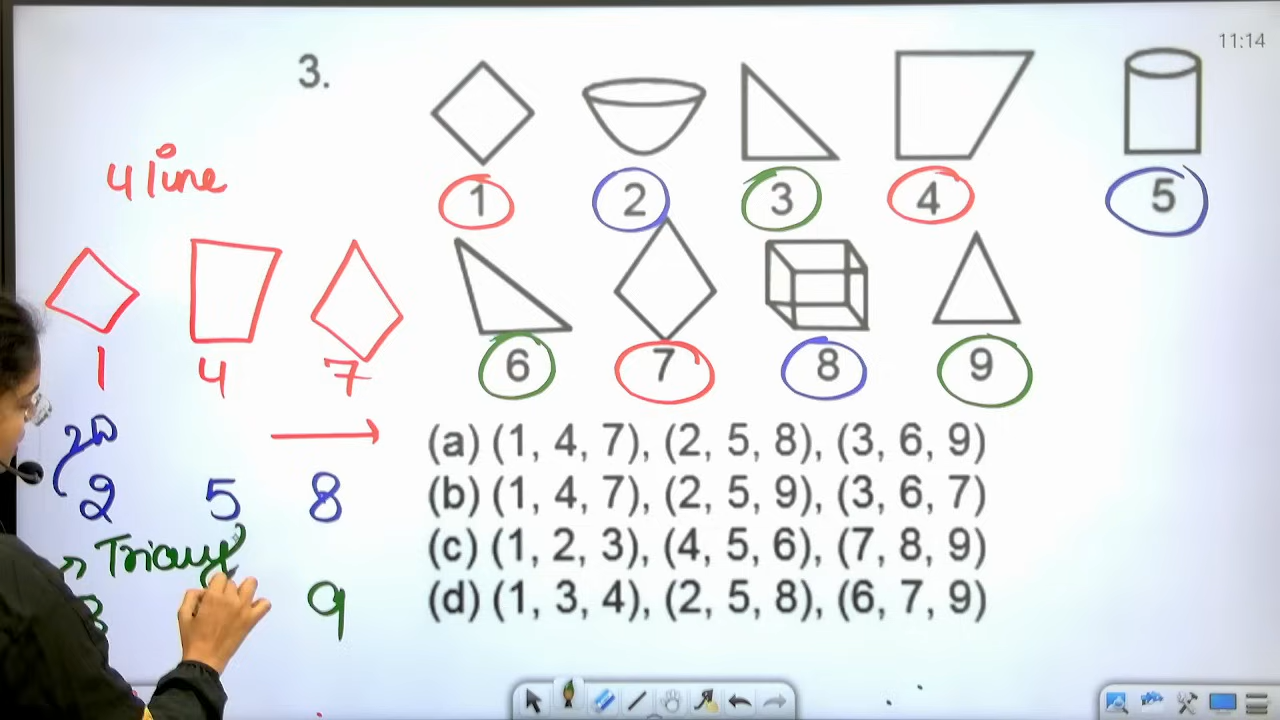 11:14
3.
4 line
1 2 3 4 5
6 7 8 9
1 4 7
2D
2 5 8
9
(a) (1, 4, 7), (2, 5, 8), (3, 6, 9)
(b) (1, 4, 7), (2, 5, 9), (3, 6, 7)
(c) (1, 2, 3), (4, 5, 6), (7, 8, 9)
(d) (1, 3, 4), (2, 5, 8), (6, 7, 9)